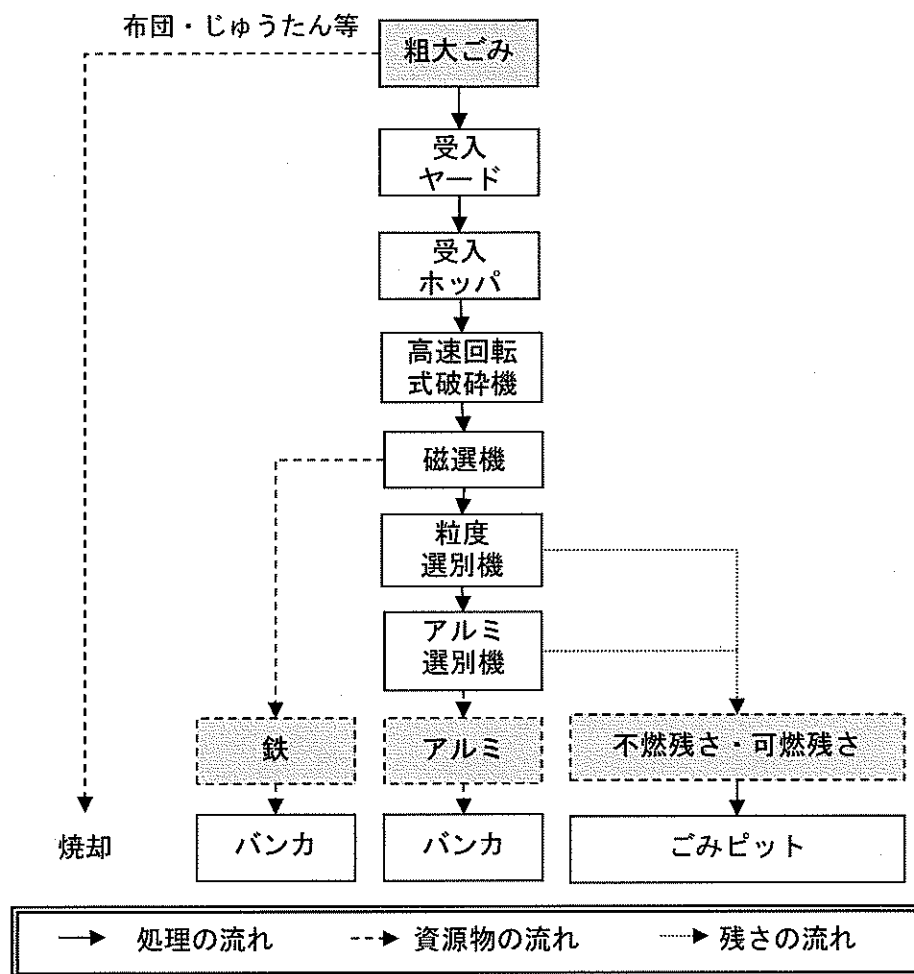 布団・じゅうたん等
粗大ごみ
受入
ヤード
受入
ホッパ
高速回転
式破砕機
磁選機
粒度
選別機
アルミ
選別機
鉄
アルミ
不燃残さ・可燃残さ
焼却
バンカ
バンカ
ごみピット
処理の流れ
資源物の流れ
残さの流れ